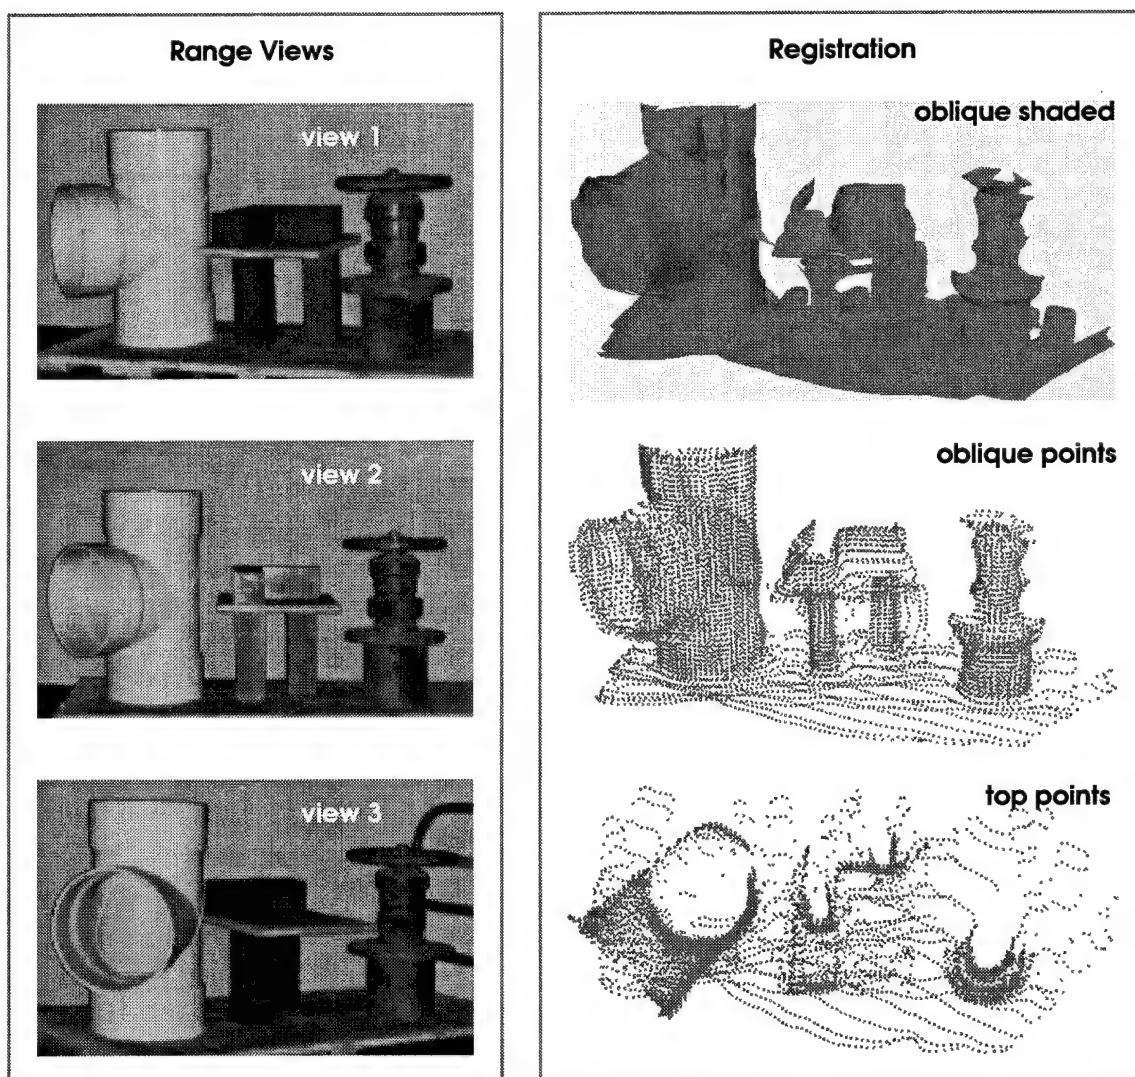 Range Views
view 1
view 2
view 3
Registration
oblique shaded
oblique points
top points